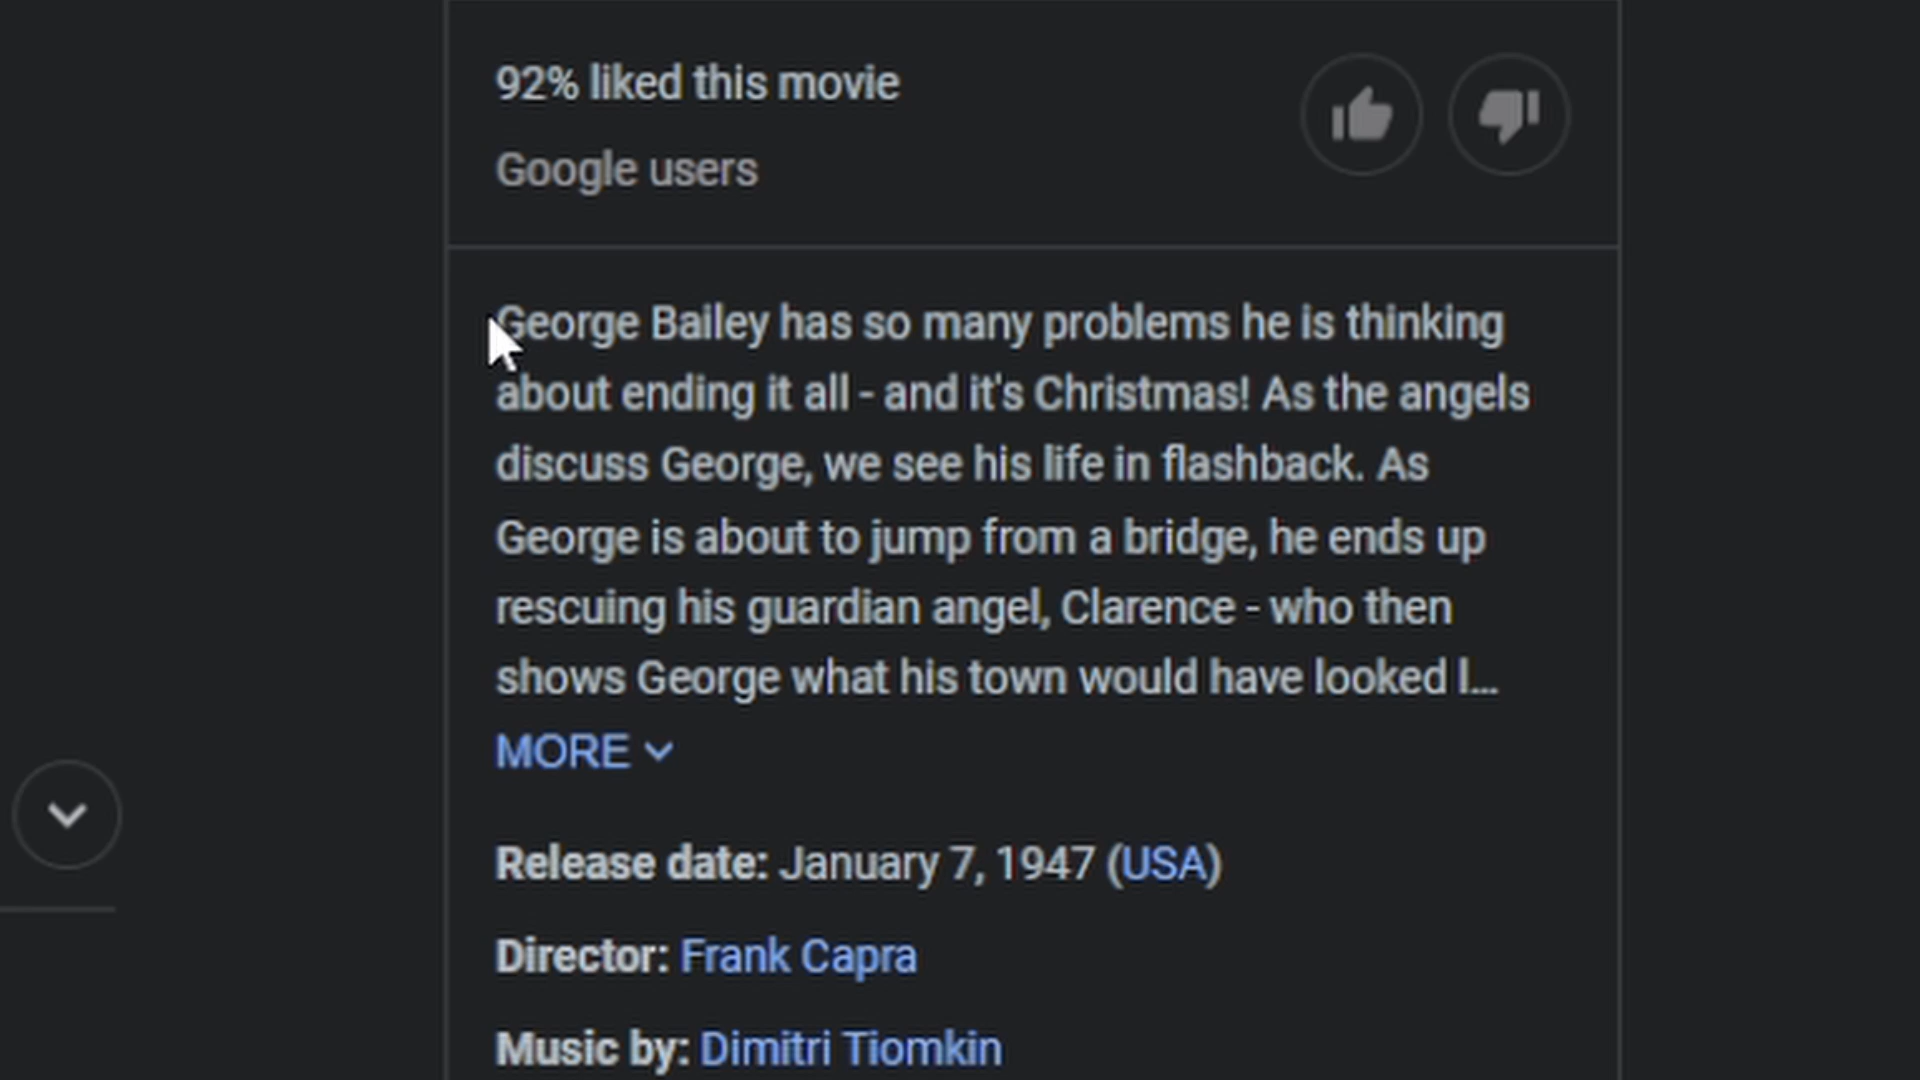 92% liked this movie
Google users
George Bailey has so many problems he is thinking
about ending it all - and it's Christmas! As the angels
discuss George, we see his life in flashback. As
George is about to jump from a bridge, he ends up
rescuing his guardian angel, Clarence - who then
shows George what his town would have looked l...
MORE
Release date: January 7, 1947 (USA)
Director: Frank Capra
Music by: Dimitri Tiomkin